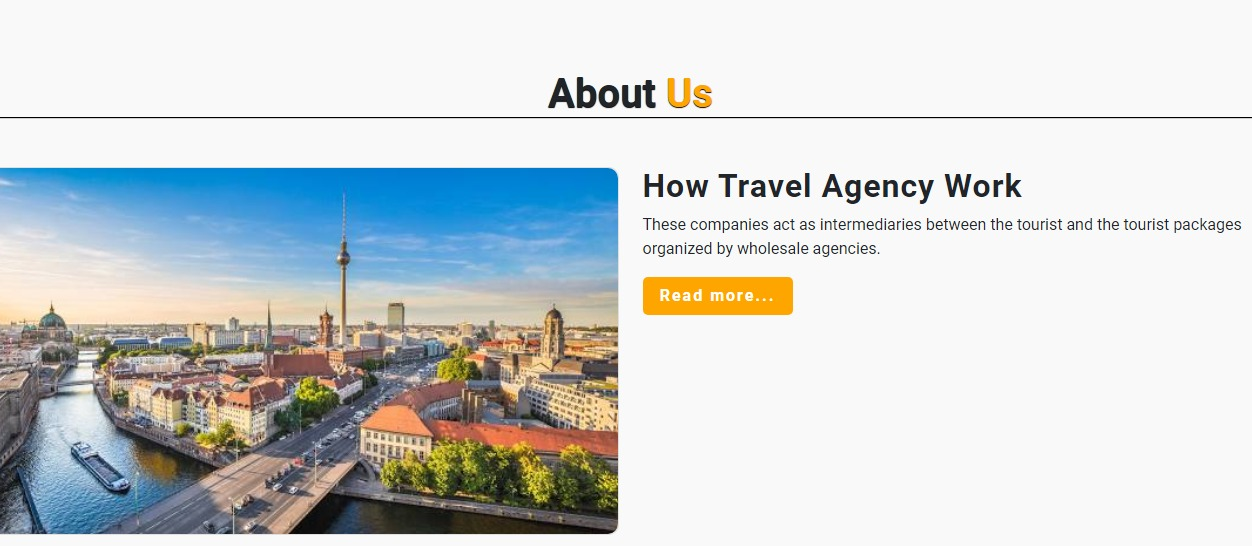 About Us
How Travel Agency Work
These companies act as intermediaries between the tourist and the tourist packages
organized by wholesale agencies.
Read more...